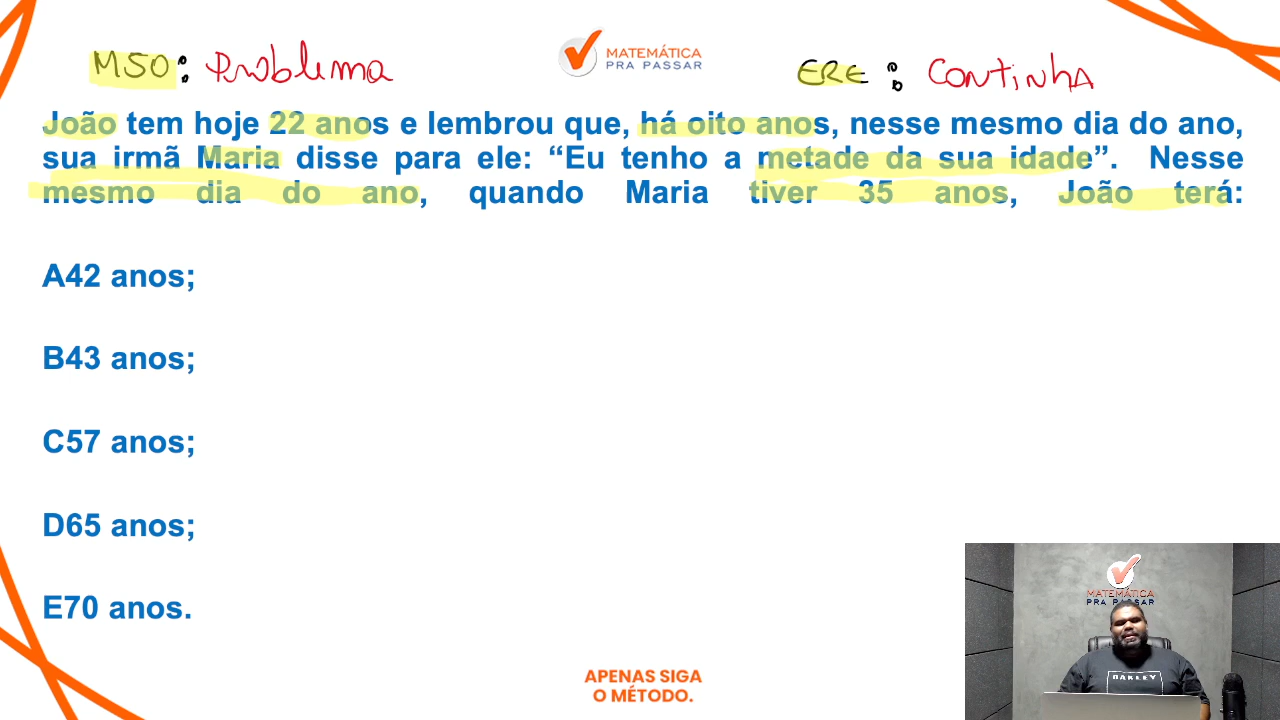 M50: Problema
MATEMÁTICA
PRA PASSAR
ERE: Continha
João tem hoje 22 anos e lembrou que, há oito anos, nesse mesmo dia do ano,
sua irmã Maria disse para ele: “Eu tenho a metade da sua idade”. Nesse
mesmo dia do ano, quando Maria tiver 35 anos, João terá:
A42 anos;
B43 anos;
C57 anos;
D65 anos;
E70 anos.
MATEMÁTICA
PRA PASSAR
OAKLEY
APENAS SIGA
O MÉTODO.